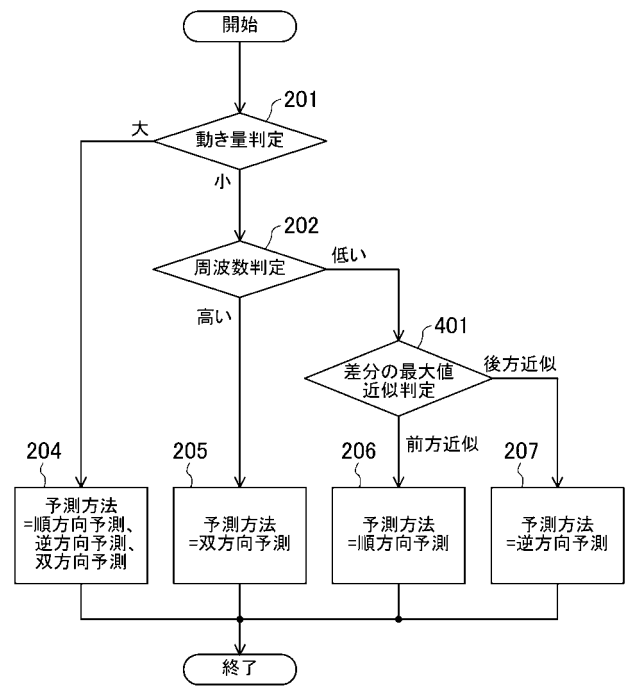 開始
201
動き量判定
大
小
202
周波数判定
低い
高い
401
差分の最大値
近似判定
後方近似
前方近似
204
予測方法
=順方向予測、
逆方向予測、
双方向予測
205
予測方法
=双方向予測
206
予測方法
=順方向予測
207
予測方法
=逆方向予測
終了